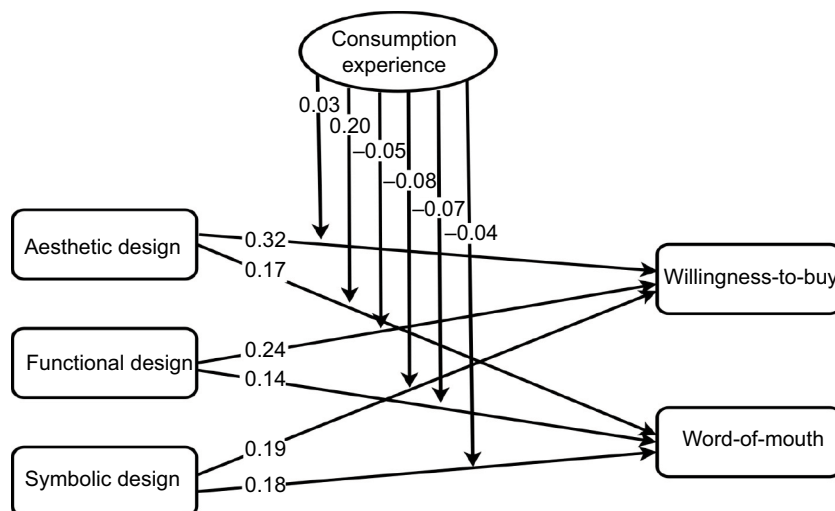 Consumption
experience
0.03
0.20
–0.05
–0.08
–0.07
–0.04
Aesthetic design
0.32
0.17
Willingness-to-buy
Functional design
0.24
0.14
Word-of-mouth
Symbolic design
0.19
0.18